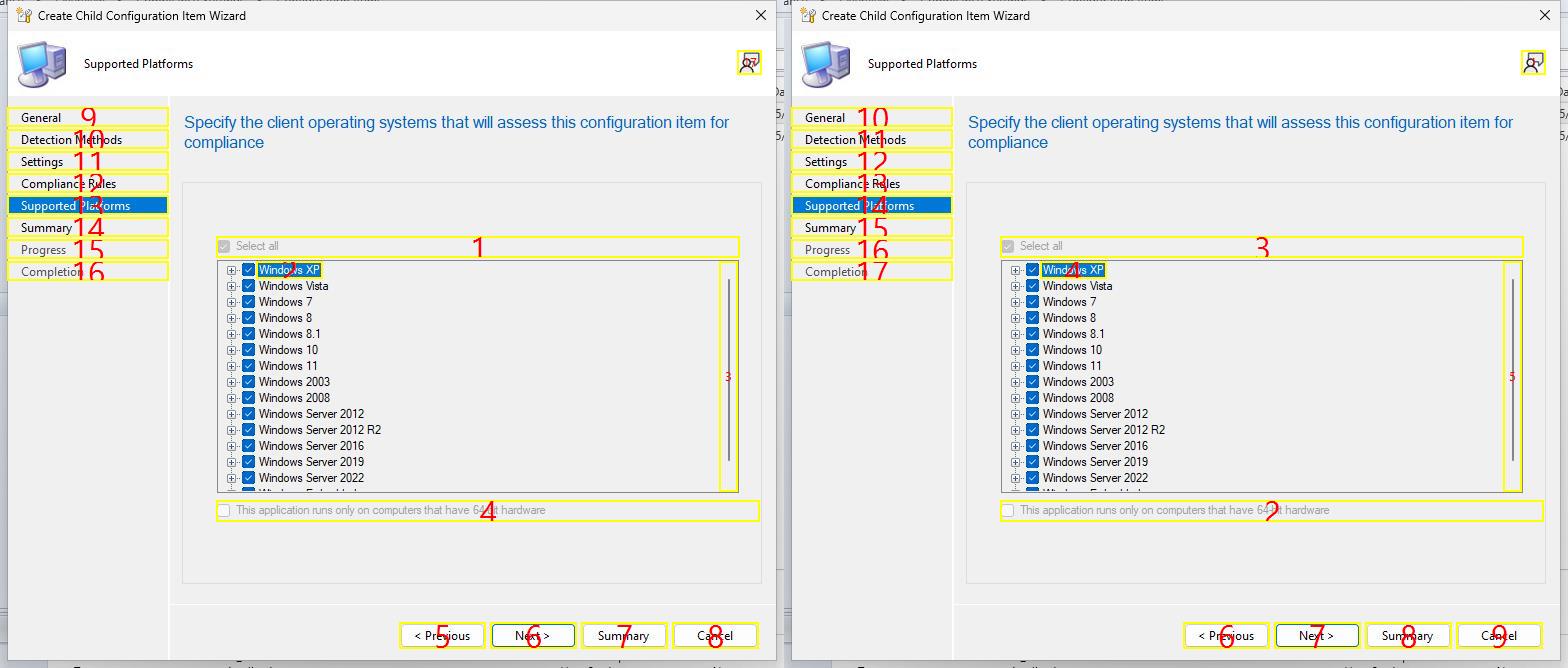 Create Child Configuration Item Wizard
Supported Platforms
17
General 9
Detection Methods 10
Settings 11
Compliance Rules 12
Supported Platforms 13
Summary 14
Progress 15
Completion 16
Specify the client operating systems that will assess this configuration item for
compliance
Select all 1
Windows XP 2
Windows Vista
Windows 7
Windows 8
Windows 8.1
Windows 10
Windows 11
Windows 2003
Windows 2008
Windows Server 2012
Windows Server 2012 R2
Windows Server 2016
Windows Server 2019
Windows Server 2022
3
This application runs only on computers that have 64-bit hardware 4
< Previous 5
Next > 6
Summary 7
Cancel 8
Create Child Configuration Item Wizard
Supported Platforms
General 10
Detection Methods 11
Settings 12
Compliance Rules 13
Supported Platforms 14
Summary 15
Progress 16
Completion 17
Specify the client operating systems that will assess this configuration item for
compliance
Select all 3
Windows XP 4
Windows Vista
Windows 7
Windows 8
Windows 8.1
Windows 10
Windows 11
Windows 2003
Windows 2008
Windows Server 2012
Windows Server 2012 R2
Windows Server 2016
Windows Server 2019
Windows Server 2022
5
This application runs only on computers that have 64-bit hardware 2
< Previous 6
Next > 7
Summary 8
Cancel 9